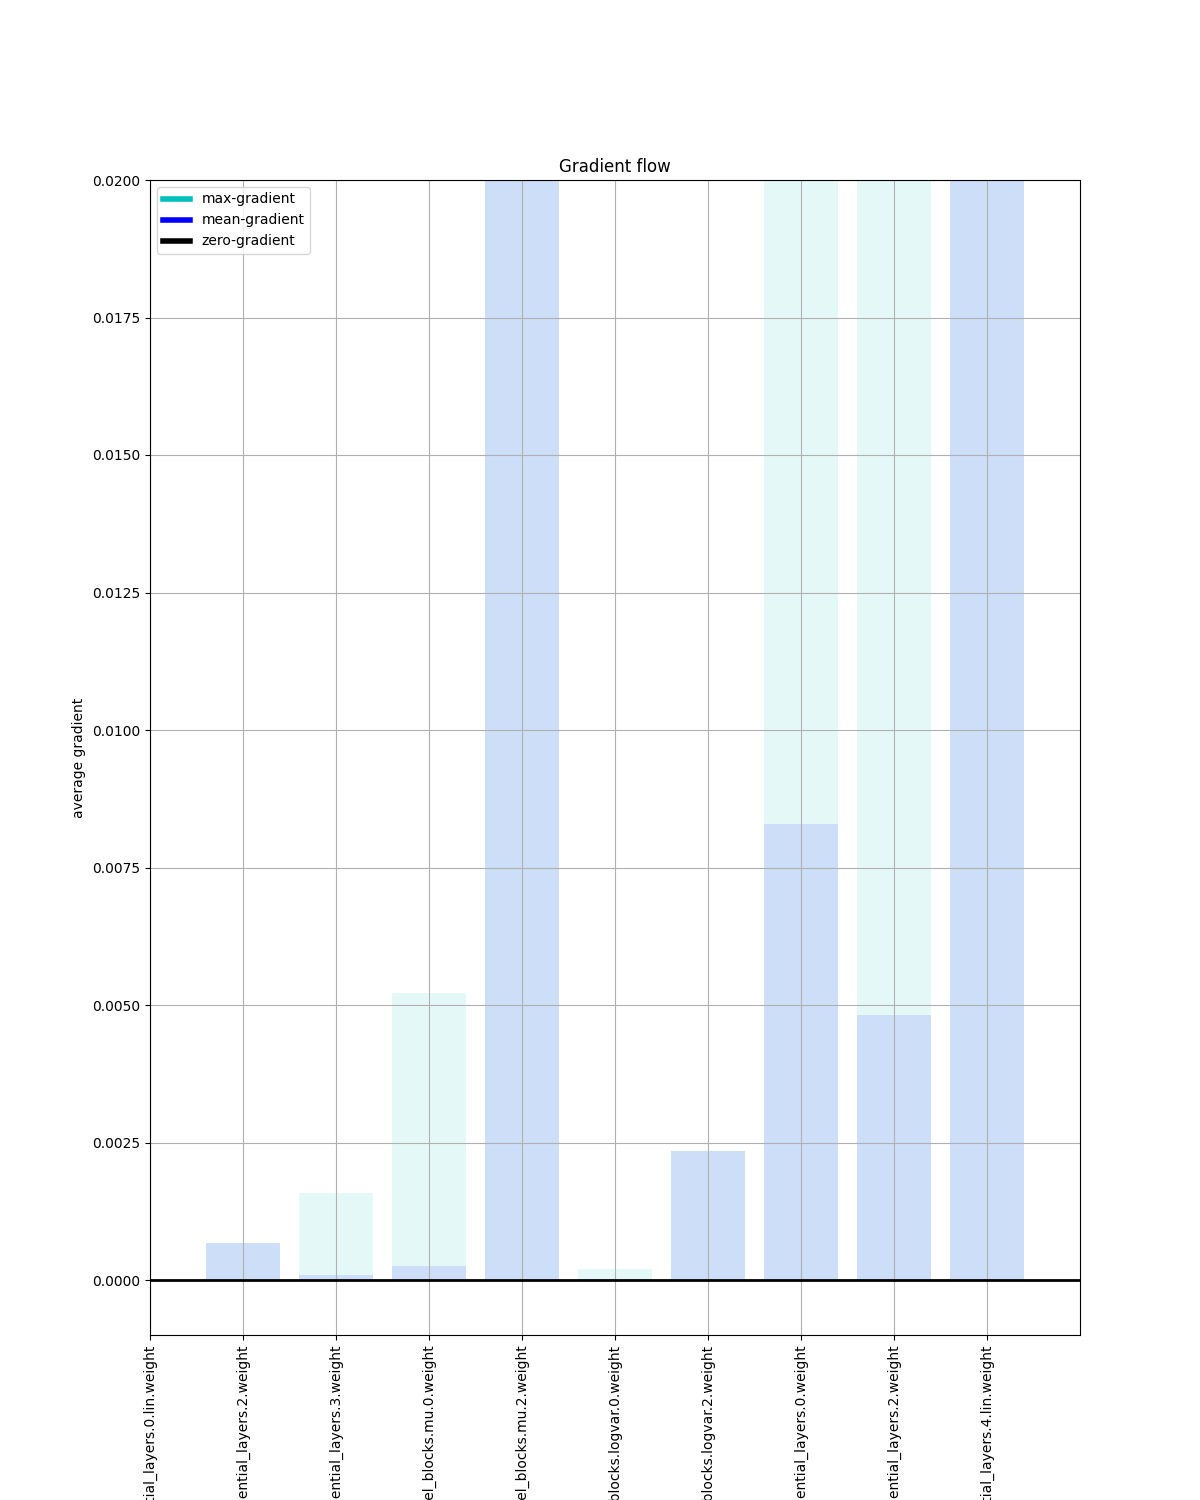 Gradient flow
max-gradient
mean-gradient
zero-gradient
0.0200
0.0175
0.0150
0.0125
0.0100
0.0075
0.0050
0.0025
0.0000
average gradient
tial_layers.0.lin.weight
ential_layers.2.weight
ential_layers.3.weight
el_blocks.mu.0.weight
el_blocks.mu.2.weight
blocks.logvar.0.weight
blocks.logvar.2.weight
ential_layers.0.weight
ential_layers.2.weight
tial_layers.4.lin.weight